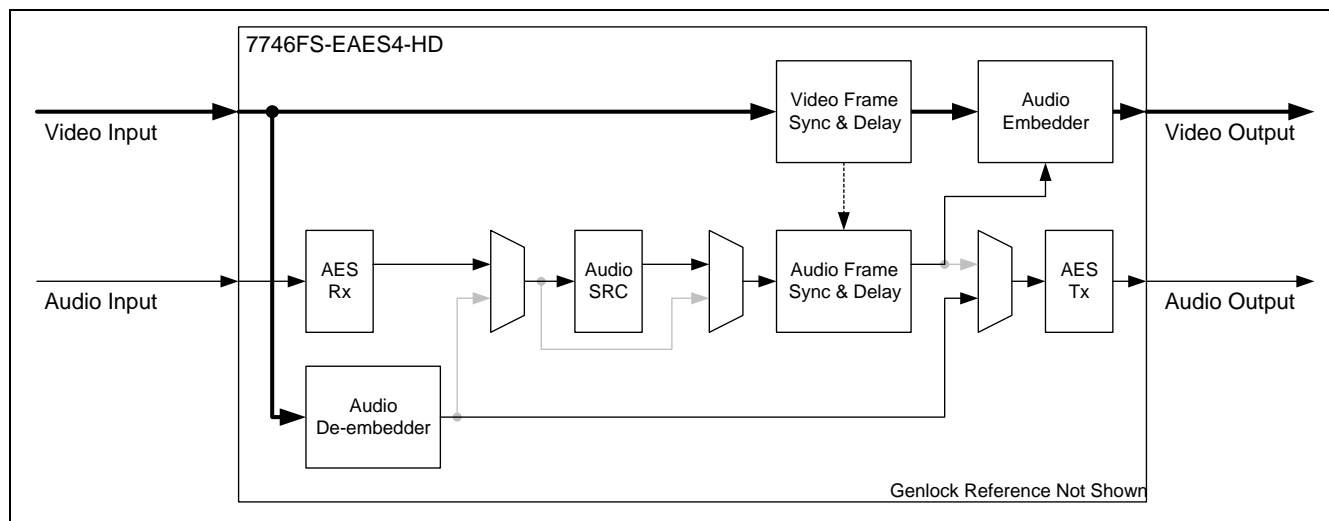 7746FS-EAES4-HD
Video Frame
Sync & Delay
Audio
Embedder
Video Input
Video Output
AES
Rx
Audio
SRC
Audio Frame
Sync & Delay
AES
Tx
Audio Input
Audio Output
Audio
De-embedder
Genlock Reference Not Shown